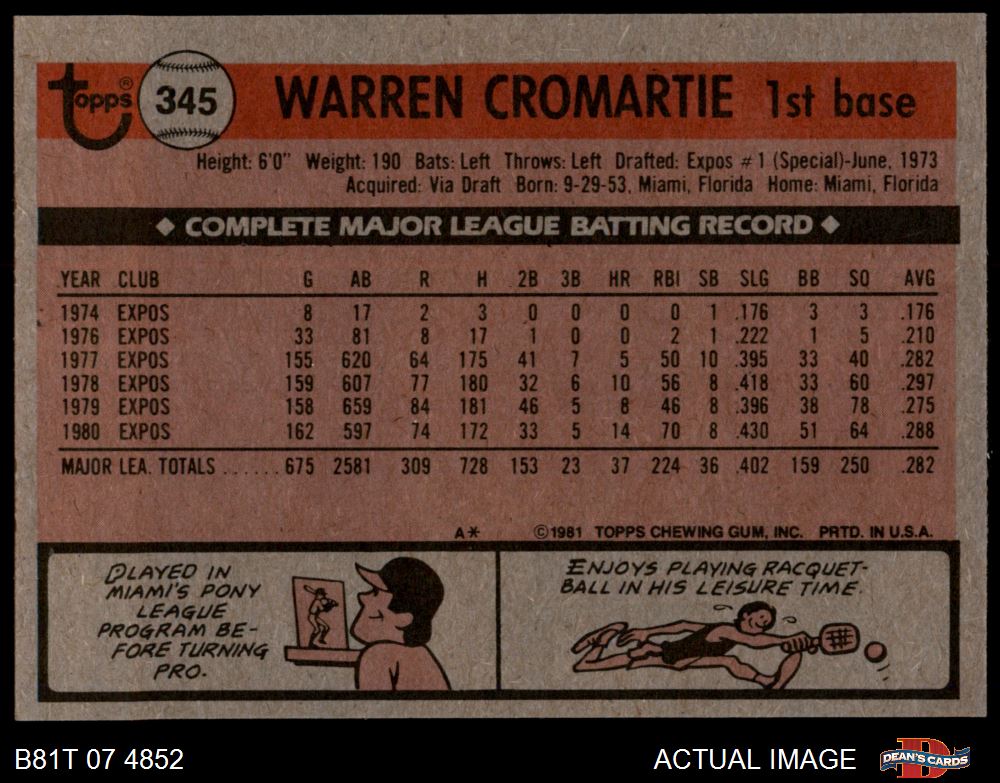 Topps® 345 WARREN CROMARTIE 1st base
Height: 6'0" Weight: 190 Bats: Left Throws: Left Drafted: Expos #1 (Special)-June, 1973
Acquired: Via Draft Born: 9-29-53, Miami, Florida Home: Miami, Florida
◆ COMPLETE MAJOR LEAGUE BATTING RECORD ◆
YEAR CLUB G AB R H 2B 3B HR RBI SB SLG BB SO AVG
1974 EXPOS 8 17 2 3 0 0 0 0 1 .176 3 3 .176
1976 EXPOS 33 81 8 17 1 0 0 2 1 .222 1 5 .210
1977 EXPOS 155 620 64 175 41 7 5 50 10 .395 33 40 .282
1978 EXPOS 159 607 77 180 32 6 10 56 8 .418 33 60 .297
1979 EXPOS 158 659 84 181 46 5 8 46 8 .396 38 78 .275
1980 EXPOS 162 597 74 172 33 5 14 70 8 .430 51 64 .288
MAJOR LEA. TOTALS ...... 675 2581 309 728 153 23 37 224 36 .402 159 250 .282
A* ©1981 TOPPS CHEWING GUM, INC. PRTD. IN U.S.A.
PLAYED IN
MIAMI'S PONY
LEAGUE
PROGRAM BE-
FORE TURNING
PRO.
ENJOYS PLAYING RACQUET-
BALL IN HIS LEISURE TIME.
B81T 07 4852 ACTUAL IMAGE DEAN'S CARDS